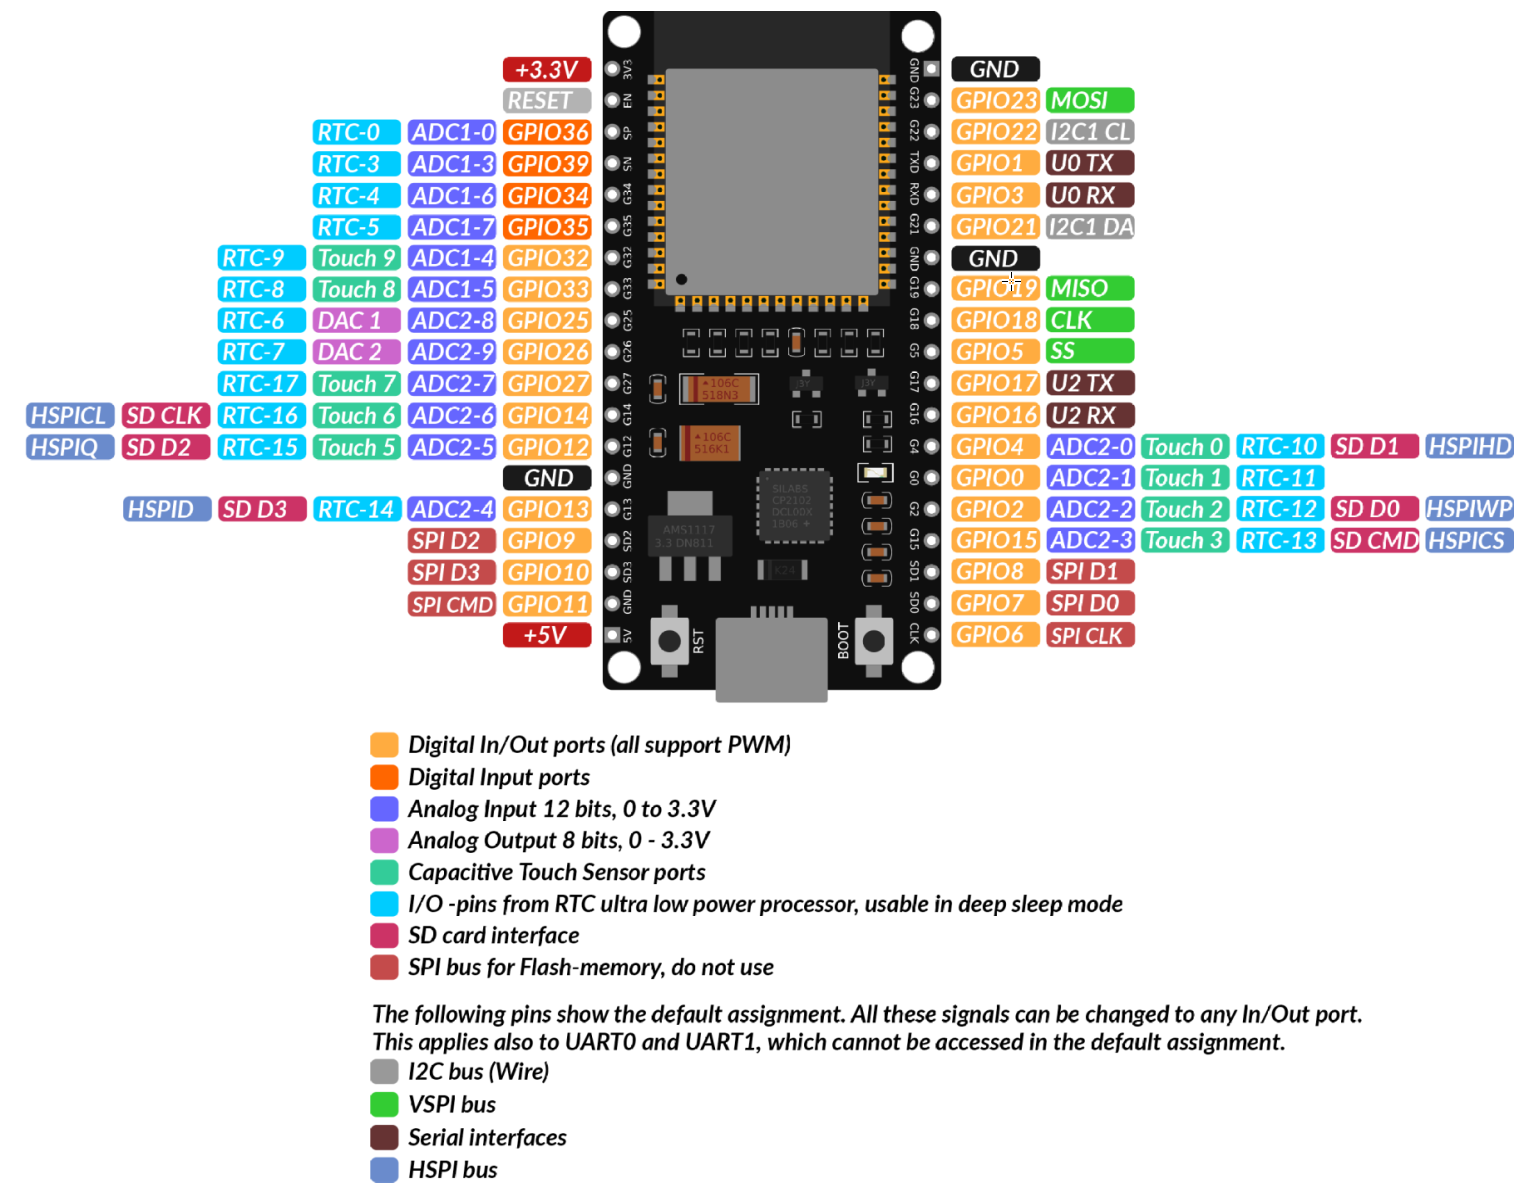 +3.3V 3V3 GND GND
RESET EN G23 GPIO23 MOSI
RTC-0 ADC1-0 GPIO36 SP G22 GPIO22 I2C1 CL
RTC-3 ADC1-3 GPIO39 SN TXD GPIO1 U0 TX
RTC-4 ADC1-6 GPIO34 G34 RXD GPIO3 U0 RX
RTC-5 ADC1-7 GPIO35 G35 G21 GPIO21 I2C1 DA
RTC-9 Touch 9 ADC1-4 GPIO32 G32 GND GND
RTC-8 Touch 8 ADC1-5 GPIO33 G33 G19 GPIO19 MISO
RTC-6 DAC 1 ADC2-8 GPIO25 G25 G18 GPIO18 CLK
RTC-7 DAC 2 ADC2-9 GPIO26 G26 G5 GPIO5 SS
RTC-17 Touch 7 ADC2-7 GPIO27 G27 G17 GPIO17 U2 TX
106C
518N3
J3Y J3Y
HSPICL SD CLK RTC-16 Touch 6 ADC2-6 GPIO14 G14 G16 GPIO16 U2 RX
HSPIQ SD D2 RTC-15 Touch 5 ADC2-5 GPIO12 G12 G4 GPIO4 ADC2-0 Touch 0 RTC-10 SD D1 HSPIHD
106C
516K1
GND GND G0 GPIO0 ADC2-1 Touch 1 RTC-11
SILABS
CP2102
DCL00X
1806 +
HSPID SD D3 RTC-14 ADC2-4 GPIO13 G13 G2 GPIO2 ADC2-2 Touch 2 RTC-12 SD D0 HSPIWP
AMS1117
3.3 DN811
SPI D2 GPIO9 SD2 G15 GPIO15 ADC2-3 Touch 3 RTC-13 SD CMD HSPICS
SPI D3 GPIO10 SD3 K24 SD1 GPIO8 SPI D1
SPI CMD GPIO11 GND SD0 GPIO7 SPI D0
+5V 5V RST BOOT CLK GPIO6 SPI CLK
Digital In/Out ports (all support PWM)
Digital Input ports
Analog Input 12 bits, 0 to 3.3V
Analog Output 8 bits, 0 - 3.3V
Capacitive Touch Sensor ports
I/O -pins from RTC ultra low power processor, usable in deep sleep mode
SD card interface
SPI bus for Flash-memory, do not use
The following pins show the default assignment. All these signals can be changed to any In/Out port.
This applies also to UART0 and UART1, which cannot be accessed in the default assignment.
I2C bus (Wire)
VSPI bus
Serial interfaces
HSPI bus